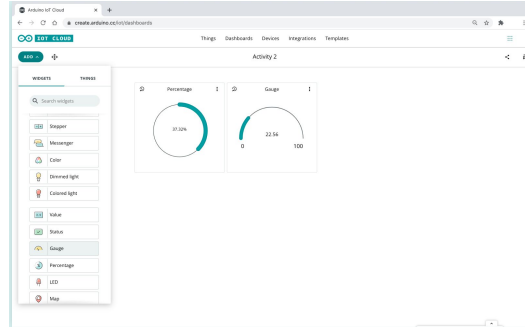 Arduino IoT Cloud
create.arduino.cc/iot/dashboards
IOT CLOUD
Things Dashboards Devices Integrations Templates
ADD
Activity 2
WIDGETS THINGS
Search widgets
Stepper
Messenger
Color
Dimmed light
Colored light
Value
Status
Gauge
Percentage
LED
Map
Percentage
37.32%
Gauge
22.56
0 100